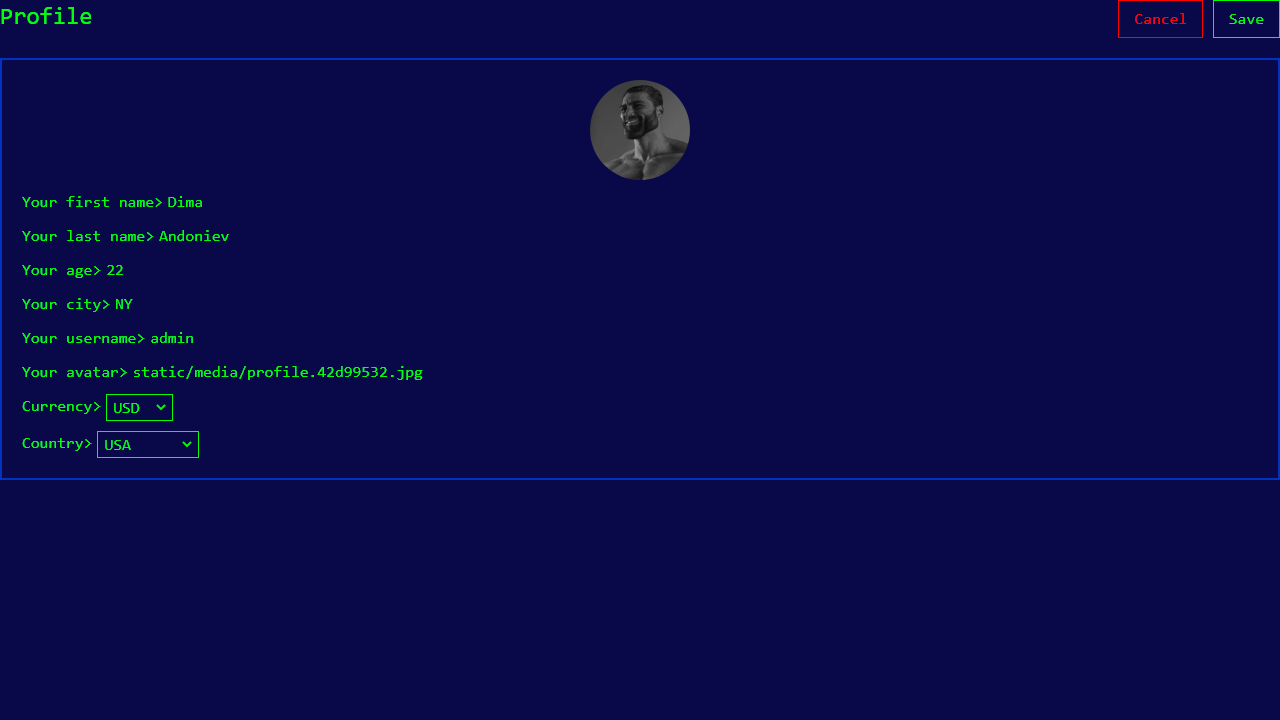 Profile
Cancel
Save
Your first name> Dima
Your last name> Andoniev
Your age> 22
Your city> NY
Your username> admin
Your avatar> static/media/profile.42d99532.jpg
Currency> USD
Country> USA